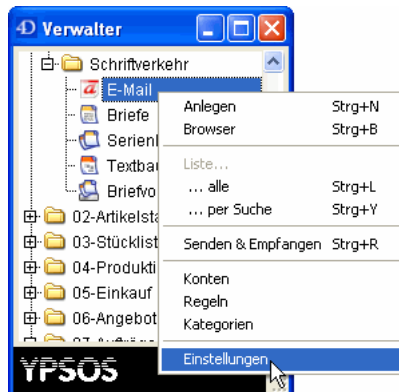 Verwalter
Schriftverkehr
E-Mail
Briefe
Textbau
Briefvo
02-Artikelsta
03-Stücklist
04-Produkti
05-Einkauf
06-Angebot
Anlegen Strg+N
Browser Strg+B
Liste...
... alle Strg+L
... per Suche Strg+Y
Senden & Empfangen Strg+R
Konten
Regeln
Kategorien
Einstellungen
YPSOS